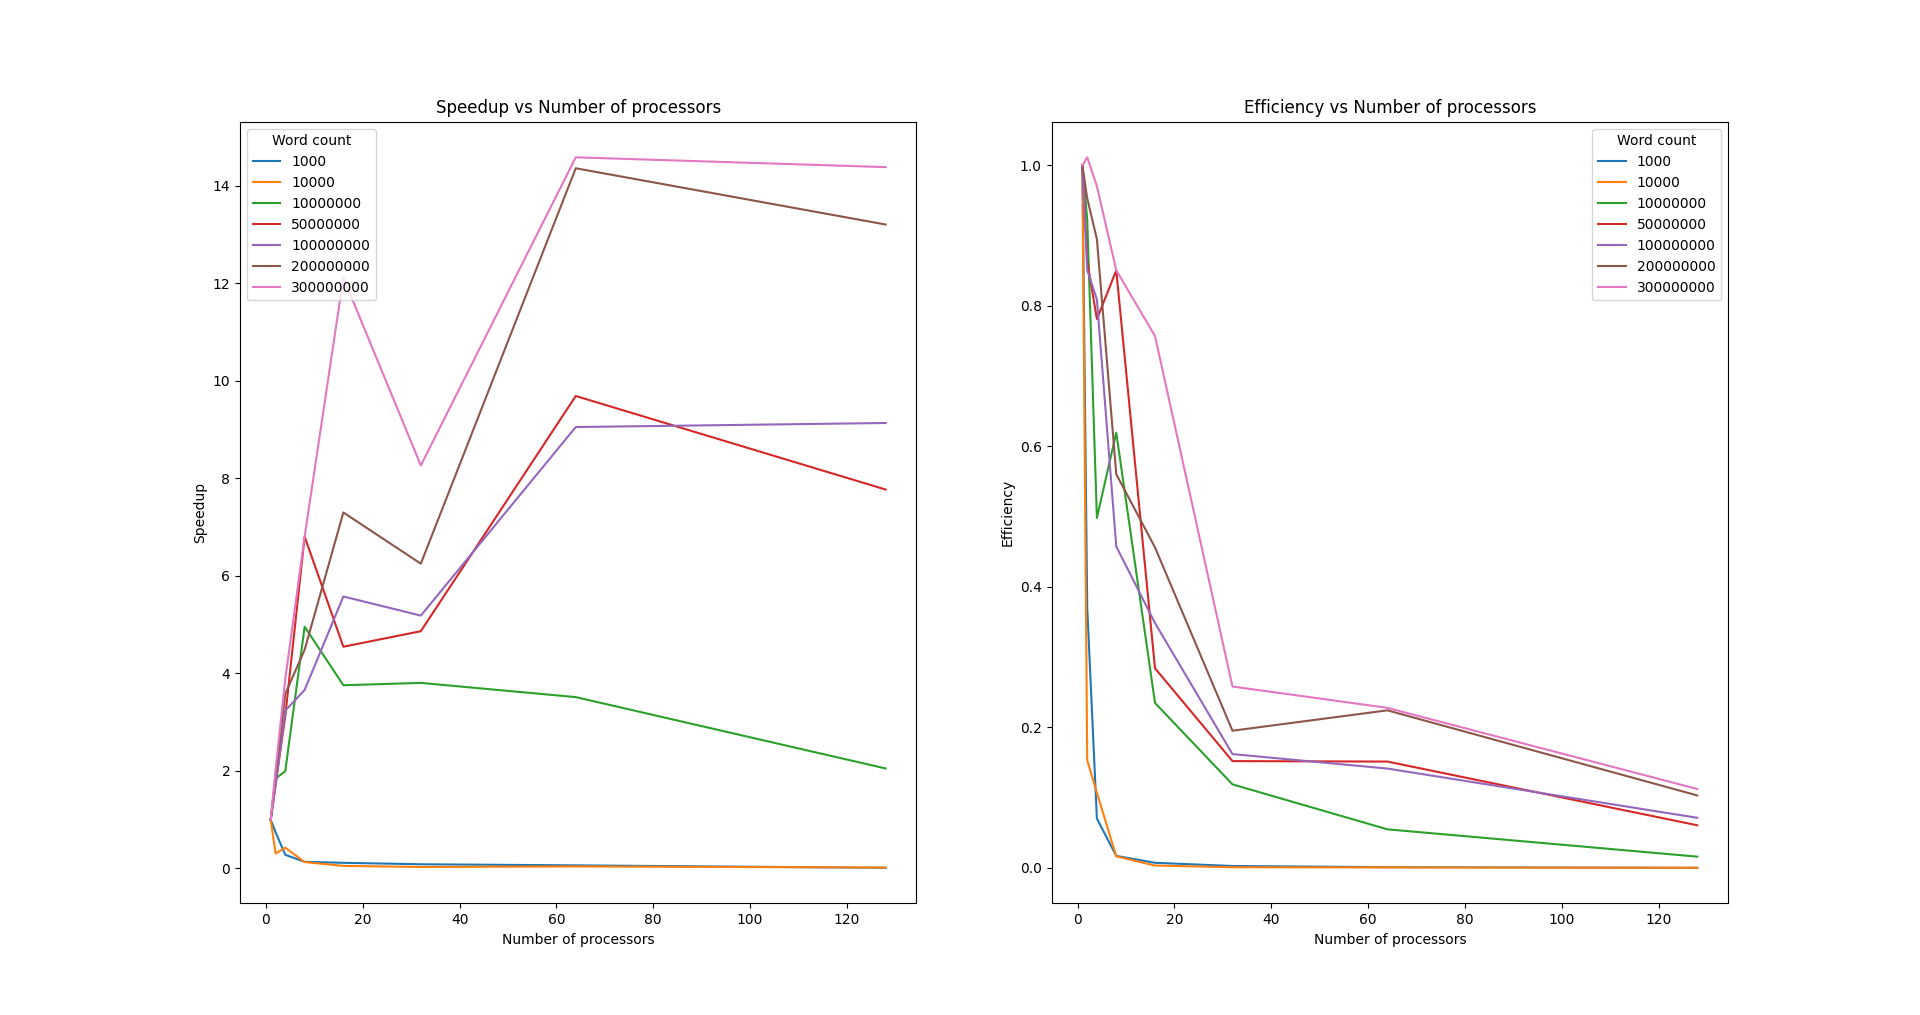 Speedup vs Number of processors
Word count
1000
10000
10000000
50000000
100000000
200000000
300000000
14
12
10
8
6
4
2
0
Speedup
0 20 40 60 80 100 120
Number of processors
Efficiency vs Number of processors
Word count
1000
10000
10000000
50000000
100000000
200000000
300000000
1.0
0.8
0.6
0.4
0.2
0.0
Efficiency
0 20 40 60 80 100 120
Number of processors